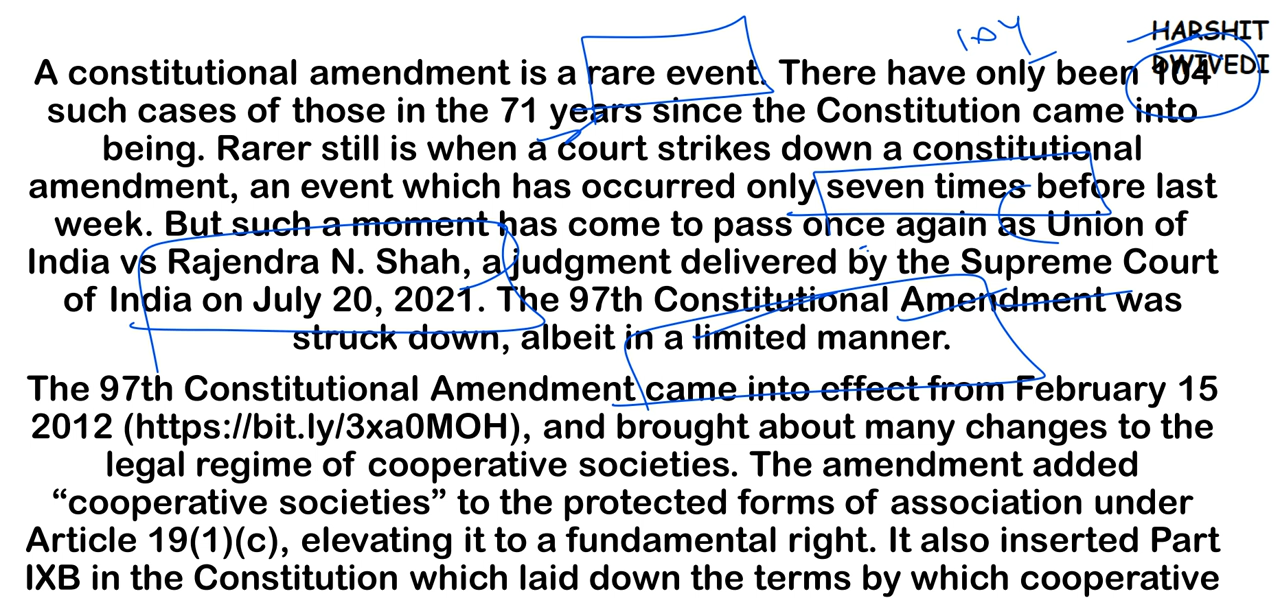 104
HARSHIT
DWIVEDI
A constitutional amendment is a rare event. There have only been 104
such cases of those in the 71 years since the Constitution came into
being. Rarer still is when a court strikes down a constitutional
amendment, an event which has occurred only seven times before last
week. But such a moment has come to pass once again as Union of
India vs Rajendra N. Shah, a judgment delivered by the Supreme Court
of India on July 20, 2021. The 97th Constitutional Amendment was
struck down, albeit in a limited manner.
The 97th Constitutional Amendment came into effect from February 15
2012 (https://bit.ly/3xa0MOH), and brought about many changes to the
legal regime of cooperative societies. The amendment added
“cooperative societies” to the protected forms of association under
Article 19(1)(c), elevating it to a fundamental right. It also inserted Part
IXB in the Constitution which laid down the terms by which cooperative